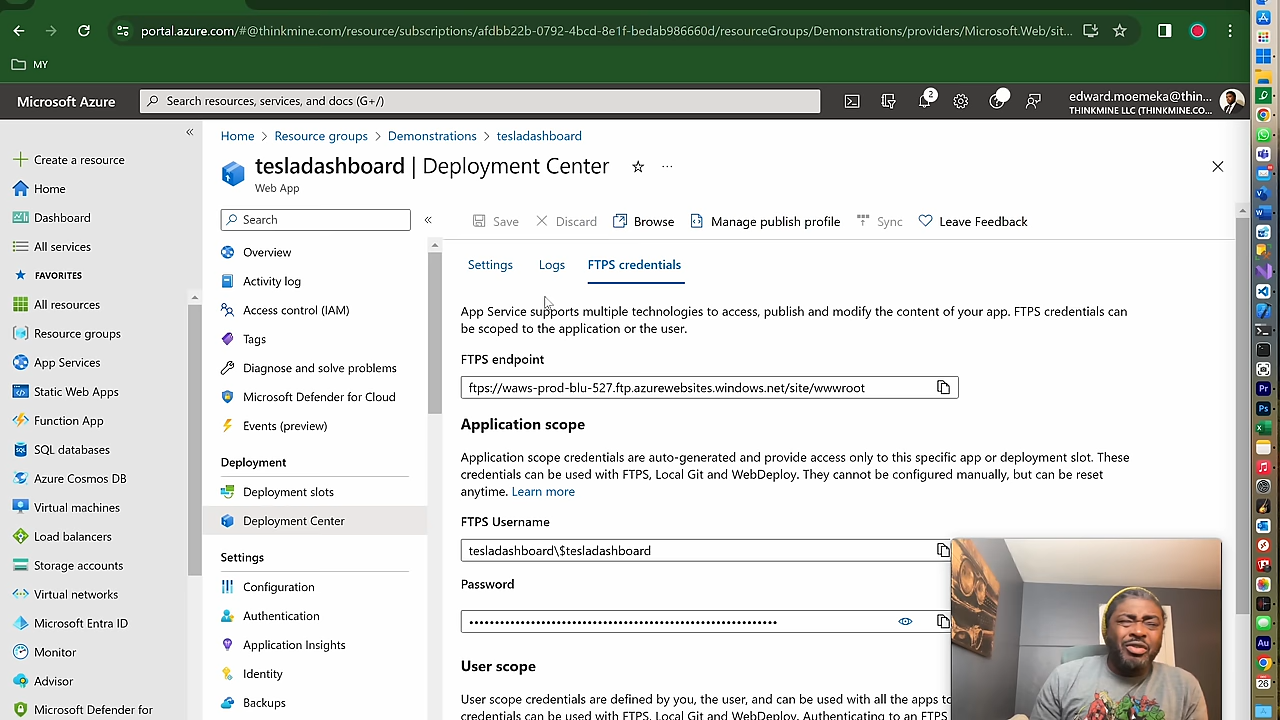 portal.azure.com/#@thinkmine.com/resource/subscriptions/afdbb22b-0792-4bcd-8e1f-bedab986660d/resourceGroups/Demonstrations/providers/Microsoft.Web/sit...
MY
Microsoft Azure
Search resources, services, and docs (G+/)
2
edward.moemeka@thin...
THINKMINE LLC (THINKMINE.CO...
«
Create a resource
Home
Dashboard
All services
FAVORITES
All resources
Resource groups
App Services
Static Web Apps
Function App
SQL databases
Azure Cosmos DB
Virtual machines
Load balancers
Storage accounts
Virtual networks
Microsoft Entra ID
Monitor
Advisor
Microsoft Defender for
Home > Resource groups > Demonstrations > tesladashboard
tesladashboard | Deployment Center
Web App
Search
«
Overview
Activity log
Access control (IAM)
Tags
Diagnose and solve problems
Microsoft Defender for Cloud
Events (preview)
Deployment
Deployment slots
Deployment Center
Settings
Configuration
Authentication
Application Insights
Identity
Backups
Save
Discard
Browse
Manage publish profile
Sync
Leave Feedback
Settings
Logs
FTPS credentials
App Service supports multiple technologies to access, publish and modify the content of your app. FTPS credentials can
be scoped to the application or the user.
FTPS endpoint
ftps://waws-prod-blu-527.ftp.azurewebsites.windows.net/site/wwwroot
Application scope
Application scope credentials are auto-generated and provide access only to this specific app or deployment slot. These
credentials can be used with FTPS, Local Git and WebDeploy. They cannot be configured manually, but can be reset
anytime. Learn more
FTPS Username
tesladashboard\$tesladashboard
Password
User scope
User scope credentials are defined by you, the user, and can be used with all the apps to
credentials can be used with FTPS, Local Git and WebDeploy. Authenticating to an FTPS
Pr
Ps
Au
26